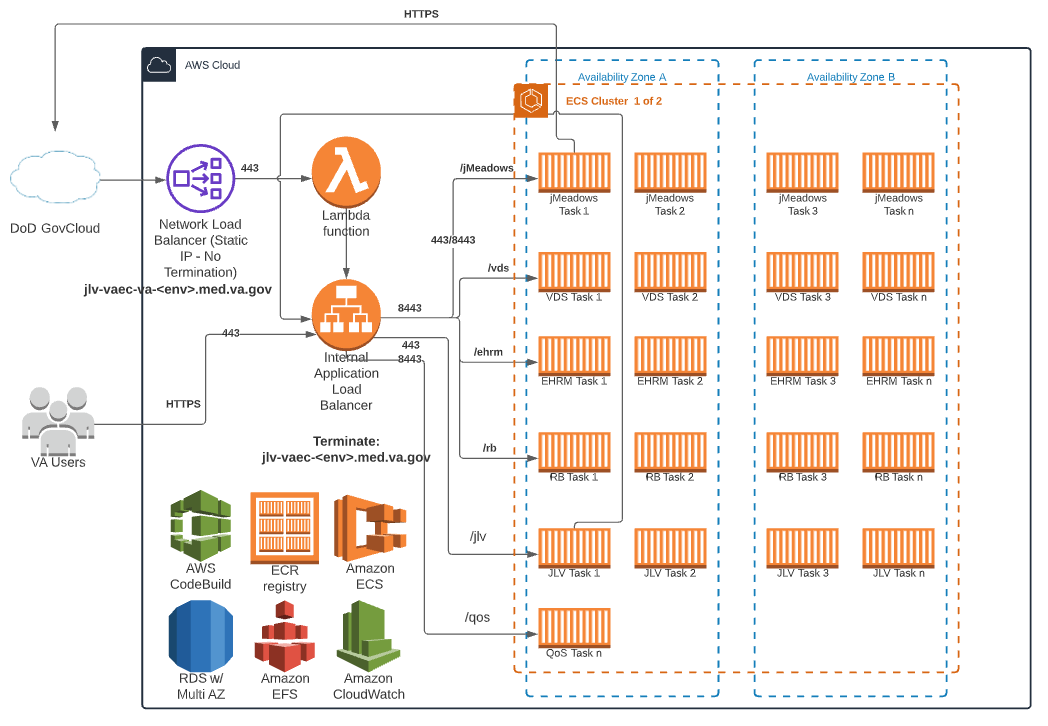 HTTPS
AWS Cloud
Availability Zone A
Availability Zone B
ECS Cluster 1 of 2
443
/jMeadows
jMeadows
Task 1
jMeadows
Task 2
jMeadows
Task 3
jMeadows
Task n
DoD GovCloud
Network Load
Balancer (Static
IP - No
Termination)
jlv-vaec-va-<env>.med.va.gov
Lambda
function
443/8443
/vds
VDS Task 1
VDS Task 2
VDS Task 3
VDS Task n
8443
443
443
8443
/ehrm
EHRM Task 1
EHRM Task 2
EHRM Task 3
EHRM Task n
Internal
Application
Load
Balancer
HTTPS
VA Users
Terminate:
jlv-vaec-<env>.med.va.gov
/rb
RB Task 1
RB Task 2
RB Task 3
RB Task n
/jlv
JLV Task 1
JLV Task 2
JLV Task 3
JLV Task n
AWS
CodeBuild
ECR
registry
Amazon
ECS
/qos
QoS Task n
RDS w/
Multi AZ
Amazon
EFS
Amazon
CloudWatch